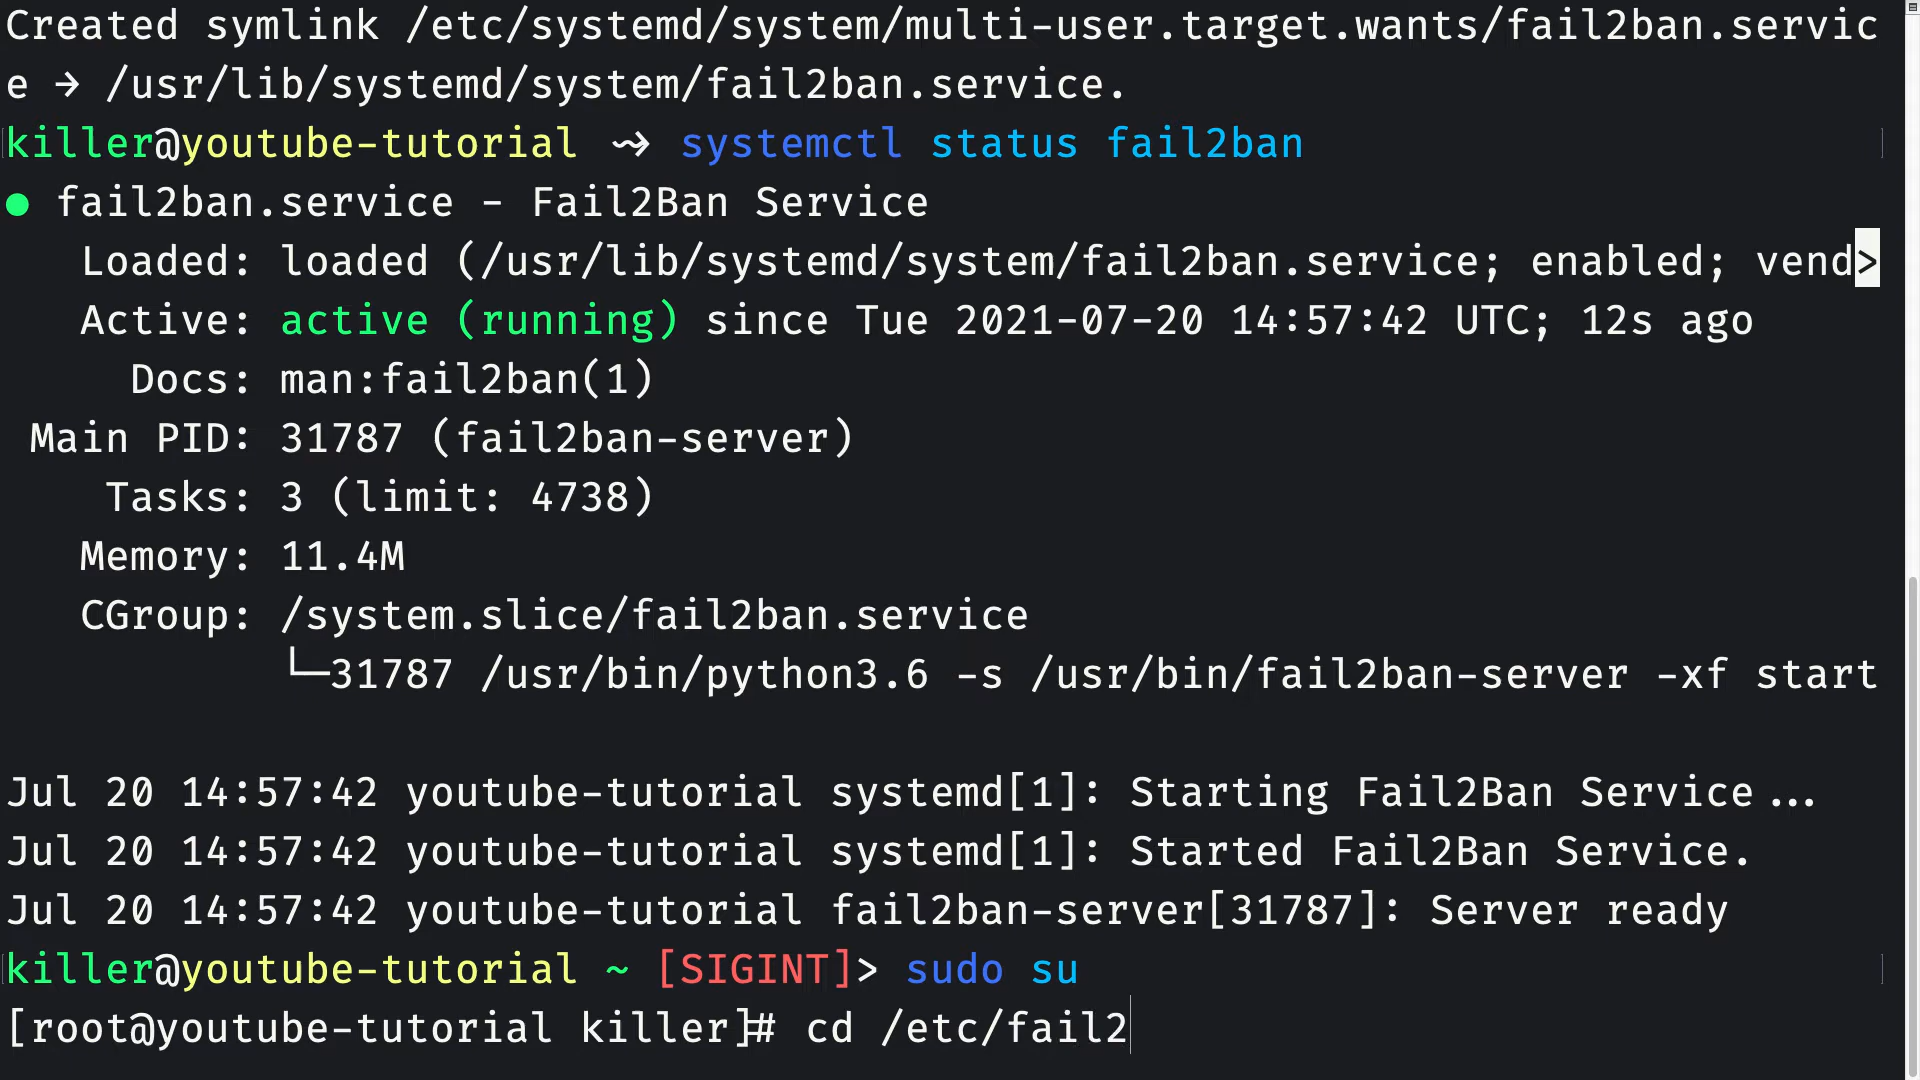 Created symlink /etc/systemd/system/multi-user.target.wants/fail2ban.servic
e → /usr/lib/systemd/system/fail2ban.service.
killer@youtube-tutorial ~> systemctl status fail2ban
● fail2ban.service - Fail2Ban Service
   Loaded: loaded (/usr/lib/systemd/system/fail2ban.service; enabled; vend>
   Active: active (running) since Tue 2021-07-20 14:57:42 UTC; 12s ago
     Docs: man:fail2ban(1)
 Main PID: 31787 (fail2ban-server)
    Tasks: 3 (limit: 4738)
   Memory: 11.4M
   CGroup: /system.slice/fail2ban.service
           └─31787 /usr/bin/python3.6 -s /usr/bin/fail2ban-server -xf start
Jul 20 14:57:42 youtube-tutorial systemd[1]: Starting Fail2Ban Service...
Jul 20 14:57:42 youtube-tutorial systemd[1]: Started Fail2Ban Service.
Jul 20 14:57:42 youtube-tutorial fail2ban-server[31787]: Server ready
killer@youtube-tutorial ~ [SIGINT]> sudo su
[root@youtube-tutorial killer]# cd /etc/fail2